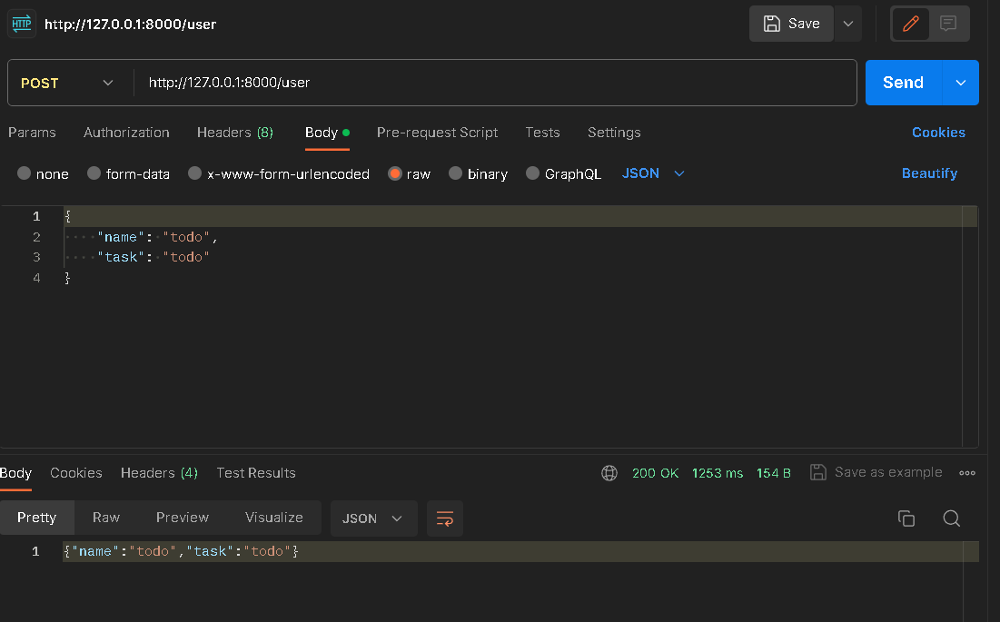 HTTP http://127.0.0.1:8000/user Save
POST http://127.0.0.1:8000/user Send
Params Authorization Headers (8) Body Pre-request Script Tests Settings Cookies
none form-data x-www-form-urlencoded raw binary GraphQL JSON Beautify
1 {
2 "name": "todo",
3 "task": "todo"
4 }
Body Cookies Headers (4) Test Results 200 OK 1253 ms 154 B Save as example
Pretty Raw Preview Visualize JSON
1 {"name":"todo","task":"todo"}